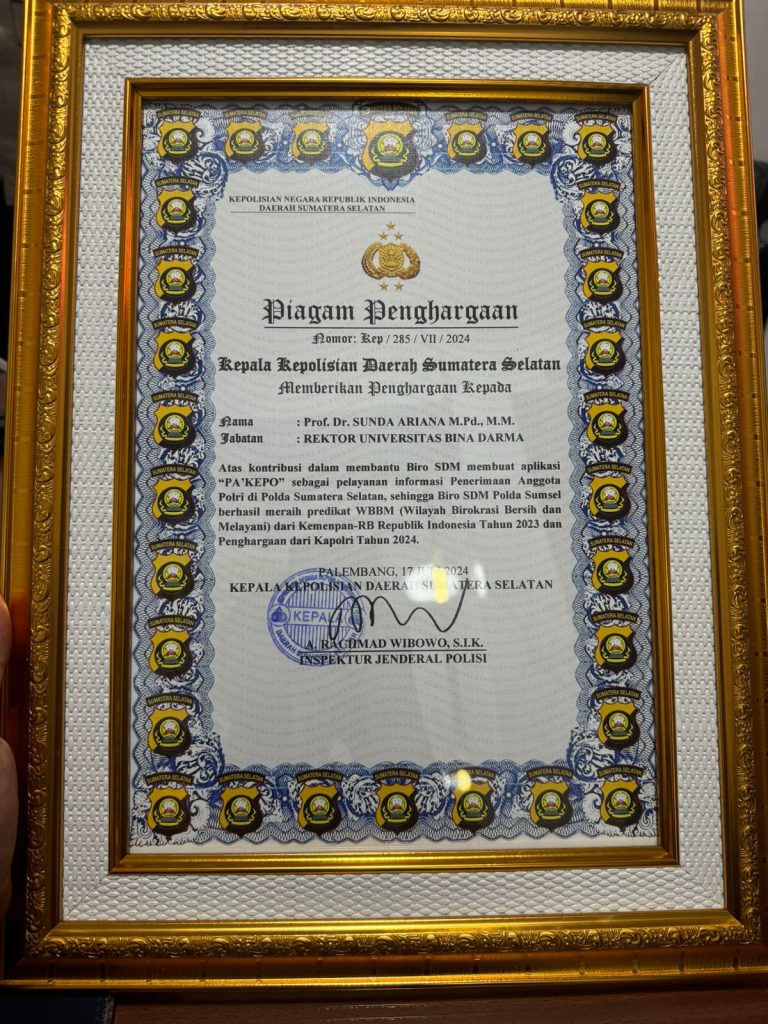 KEPOLISIAN NEGARA REPUBLIK INDONESIA
DAERAH SUMATERA SELATAN
Piagam Penghargaan
Nomor: Kep / 285 / VII / 2024
Kepala Kepolisian Daerah Sumatera Selatan
Memberikan Penghargaan Kepada
Nama : Prof. Dr. SUNDA ARIANA M.Pd., M.M.
Jabatan : REKTOR UNIVERSITAS BINA DARMA
Atas kontribusi dalam membantu Biro SDM membuat aplikasi
“PA’KEPO” sebagai pelayanan informasi Penerimaan Anggota
Polri di Polda Sumatera Selatan, sehingga Biro SDM Polda Sumsel
berhasil meraih predikat WBBM (Wilayah Birokrasi Bersih dan
Melayani) dari Kemenpan-RB Republik Indonesia Tahun 2023 dan
Penghargaan dari Kapolri Tahun 2024.
PALEMBANG, 17 JULI 2024
KEPALA KEPOLISIAN DAERAH SUMATERA SELATAN
KEPALA
A. RACHMAD WIBOWO, S.I.K.
INSPEKTUR JENDERAL POLISI
SUMATERA SELATAN